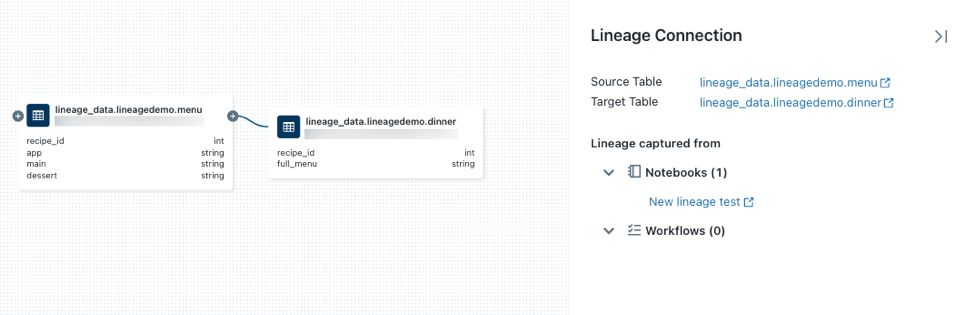 lineage_data.lineagedemo.menu
recipe_id int
app string
main string
dessert string
lineage_data.lineagedemo.dinner
recipe_id int
full_menu string
Lineage Connection
Source Table lineage_data.lineagedemo.menu
Target Table lineage_data.lineagedemo.dinner
Lineage captured from
Notebooks (1)
New lineage test
Workflows (0)